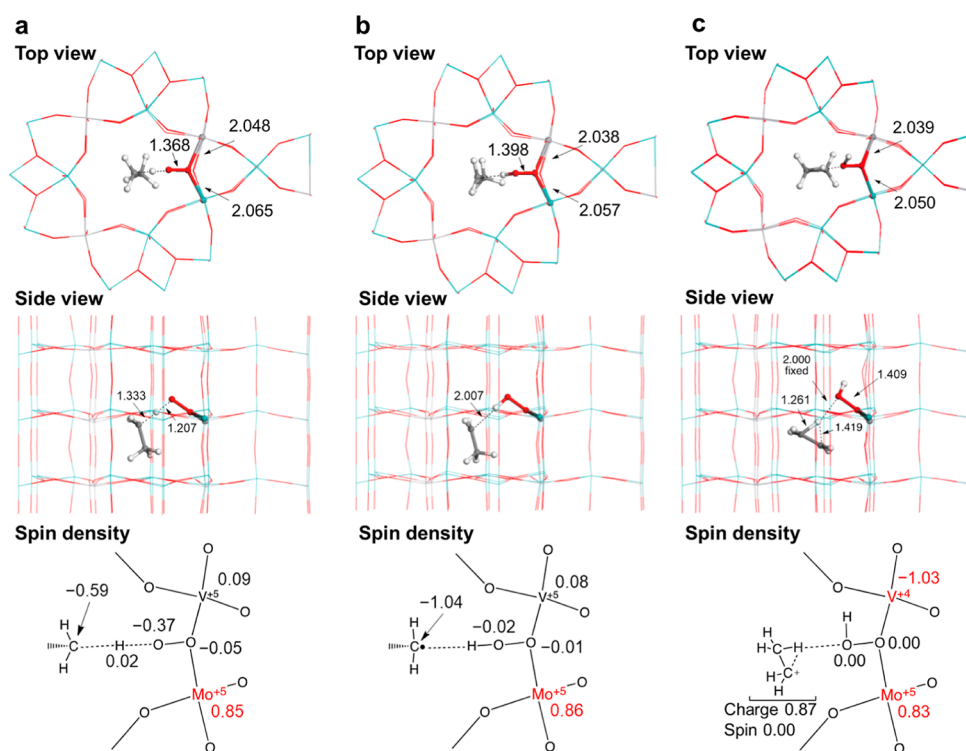 a
Top view
1.368
2.048
2.065
Side view
1.333
1.207
Spin density
−0.59
−0.37
0.02
−0.05
0.09
0.85
H
C
H
H
O
O
V+5
O
O
O
Mo+5
O
O
O
b
Top view
1.398
2.038
2.057
Side view
2.007
Spin density
−1.04
−0.02
−0.01
0.08
0.86
H
C•
H
H
O
O
V+5
O
O
O
Mo+5
O
O
O
c
Top view
2.039
2.050
Side view
2.000
fixed
1.409
1.261
1.419
Spin density
−1.03
0.00
0.00
0.83
H
C
H
H
H
C+
H
H
O
O
V+4
O
O
O
Mo+5
O
O
O
Charge 0.87
Spin 0.00